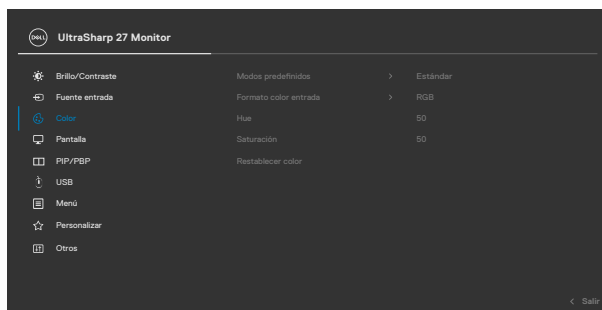 DELL UltraSharp 27 Monitor
Brillo/Contraste Modos predefinidos > Estándar
Fuente entrada Formato color entrada > RGB
Color Hue 50
Pantalla Saturación 50
PIP/PBP Restablecer color
USB
Menú
Personalizar
Otros
< Salir